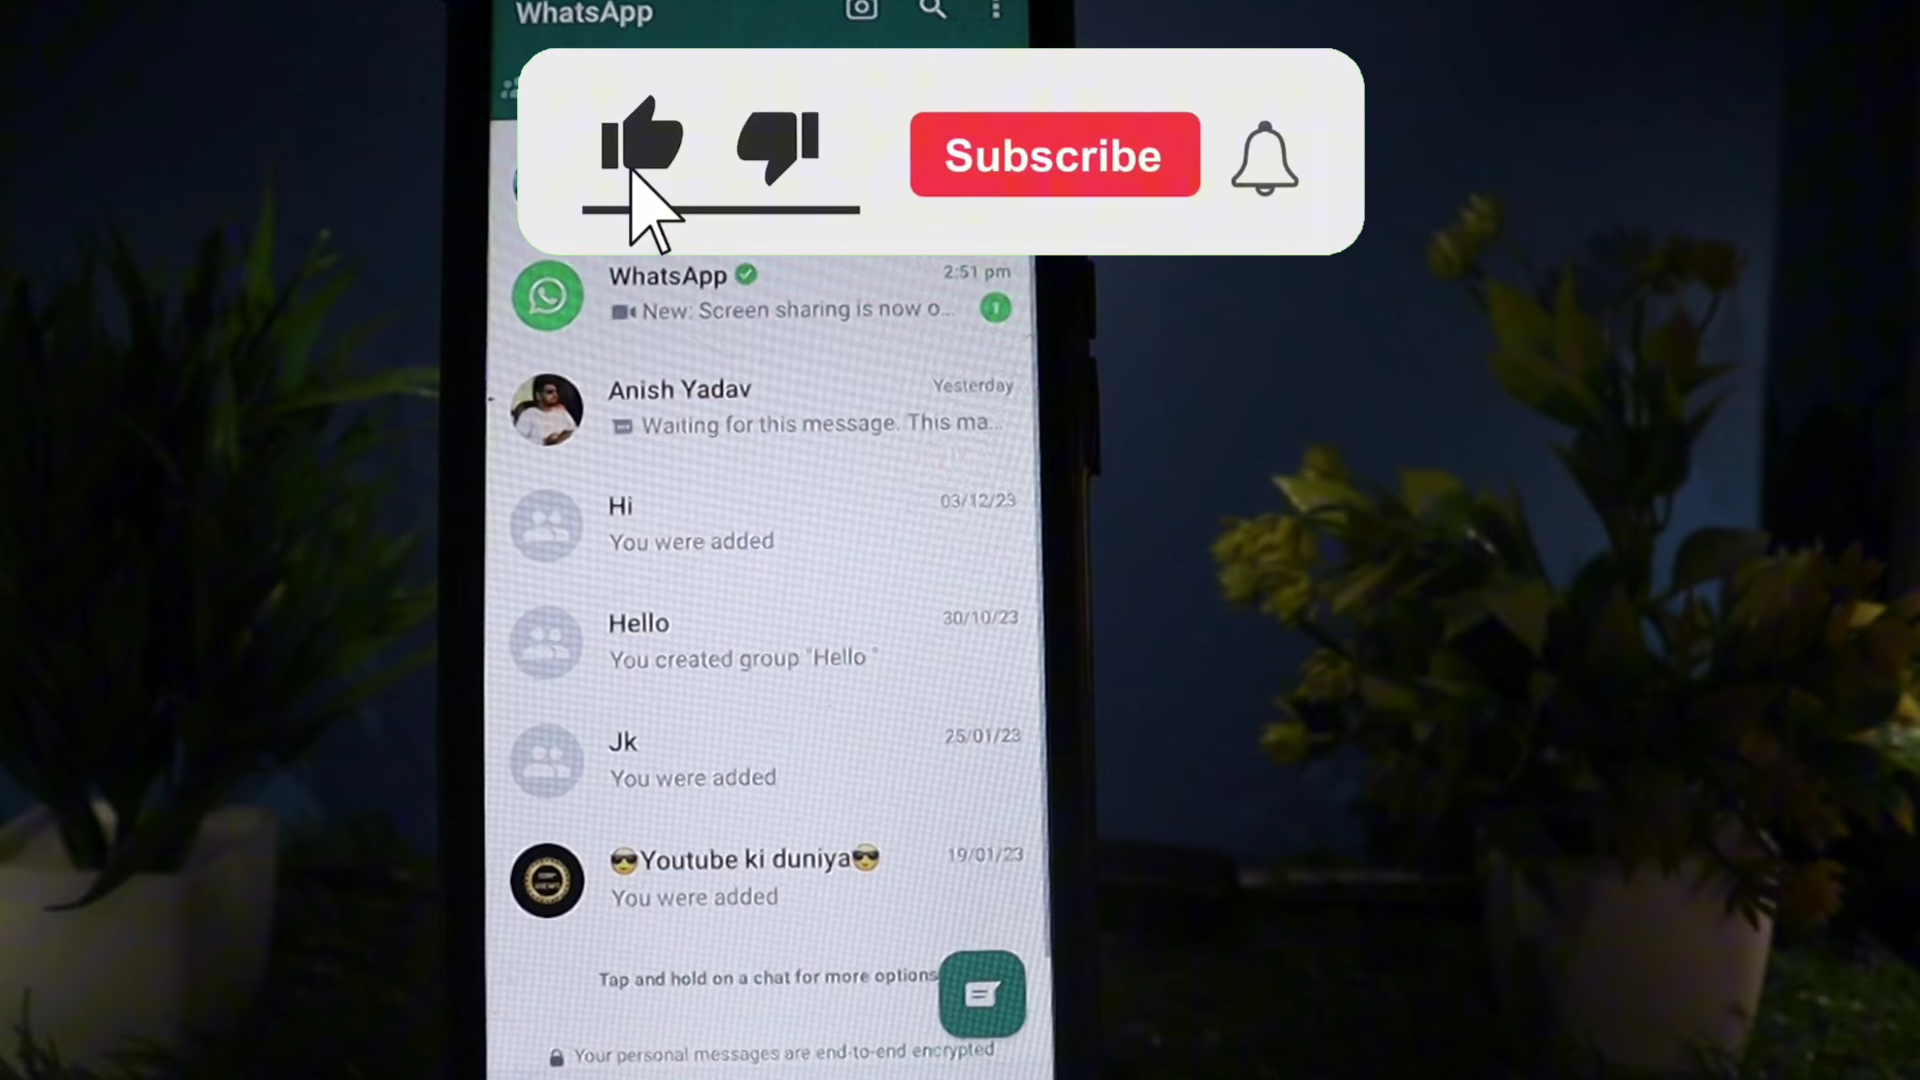 WhatsApp
Subscribe
WhatsApp 2:51 pm
New: Screen sharing is now o... 1
Anish Yadav Yesterday
Waiting for this message. This ma...
Hi 03/12/23
You were added
Hello 30/10/23
You created group "Hello "
Jk 25/01/23
You were added
😎Youtube ki duniya😎 19/01/23
You were added
Tap and hold on a chat for more options
Your personal messages are end-to-end encrypted